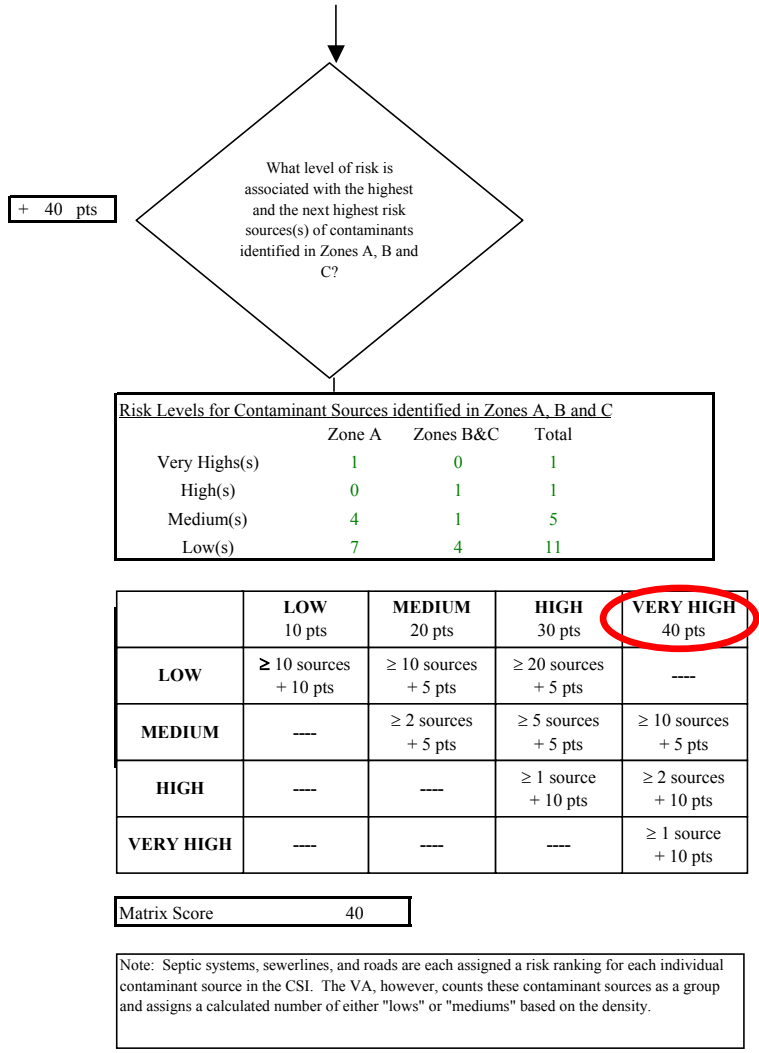 What level of risk is
associated with the highest
and the next highest risk
sources(s) of contaminants
identified in Zones A, B and
C?
+ 40 pts
Risk Levels for Contaminant Sources identified in Zones A, B and C
Zone A Zones B&C Total
Very Highs(s) 1 0 1
High(s) 0 1 1
Medium(s) 4 1 5
Low(s) 7 4 11
LOW MEDIUM HIGH VERY HIGH
10 pts 20 pts 30 pts 40 pts
LOW ≥ 10 sources ≥ 10 sources ≥ 20 sources ----
+ 10 pts + 5 pts + 5 pts
MEDIUM ---- ≥ 2 sources ≥ 5 sources ≥ 10 sources
+ 5 pts + 5 pts + 5 pts
HIGH ---- ---- ≥ 1 source ≥ 2 sources
+ 10 pts + 10 pts
VERY HIGH ---- ---- ---- ≥ 1 source
+ 10 pts
Matrix Score 40
Note: Septic systems, sewerlines, and roads are each assigned a risk ranking for each individual
contaminant source in the CSI. The VA, however, counts these contaminant sources as a group
and assigns a calculated number of either "lows" or "mediums" based on the density.